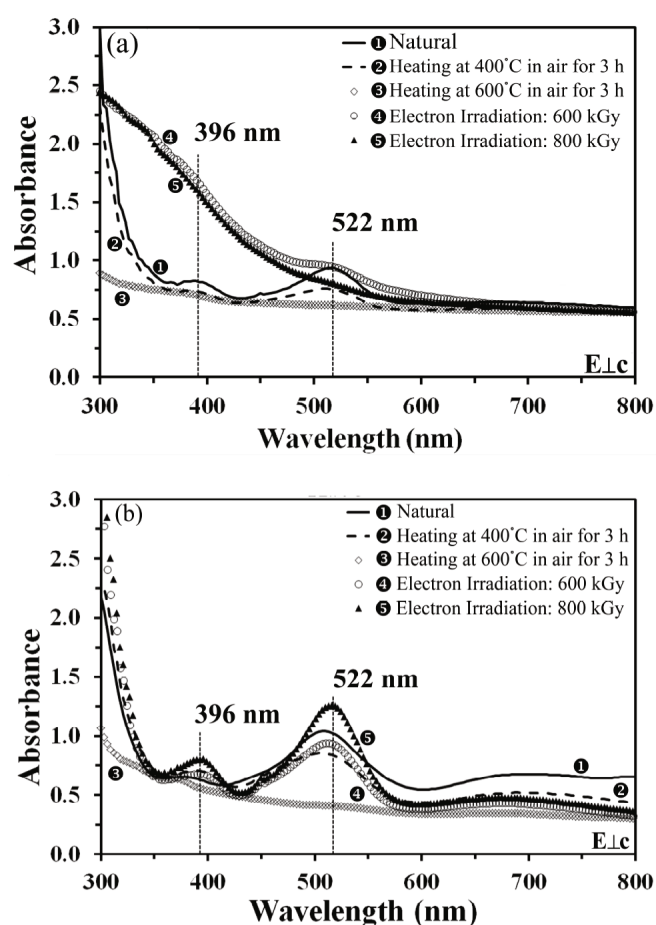 (a)
❶ Natural
❷ Heating at 400˚C in air for 3 h
❸ Heating at 600˚C in air for 3 h
❹ Electron Irradiation: 600 kGy
❺ Electron Irradiation: 800 kGy
3.0
2.5
2.0
1.5
1.0
0.5
0.0
Absorbance
❹
❺
396 nm
522 nm
❷
❶
❸
E⊥c
300 400 500 600 700 800
Wavelength (nm)
(b)
❶ Natural
❷ Heating at 400˚C in air for 3 h
❸ Heating at 600˚C in air for 3 h
❹ Electron Irradiation: 600 kGy
❺ Electron Irradiation: 800 kGy
3.0
2.5
2.0
1.5
1.0
0.5
0.0
Absorbance
396 nm
522 nm
❺
❶
❸
❹
❷
E⊥c
300 400 500 600 700 800
Wavelength (nm)